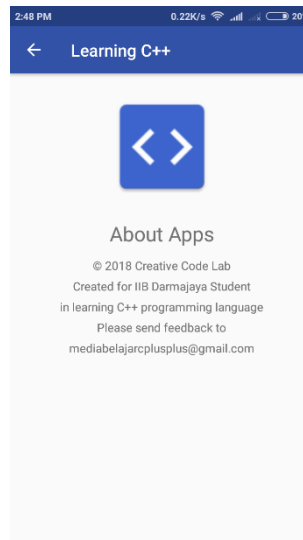 2:48 PM 0.22K/s 20
Learning C++
About Apps
© 2018 Creative Code Lab
Created for IIB Darmajaya Student
in learning C++ programming language
Please send feedback to
mediabelajarcplusplus@gmail.com